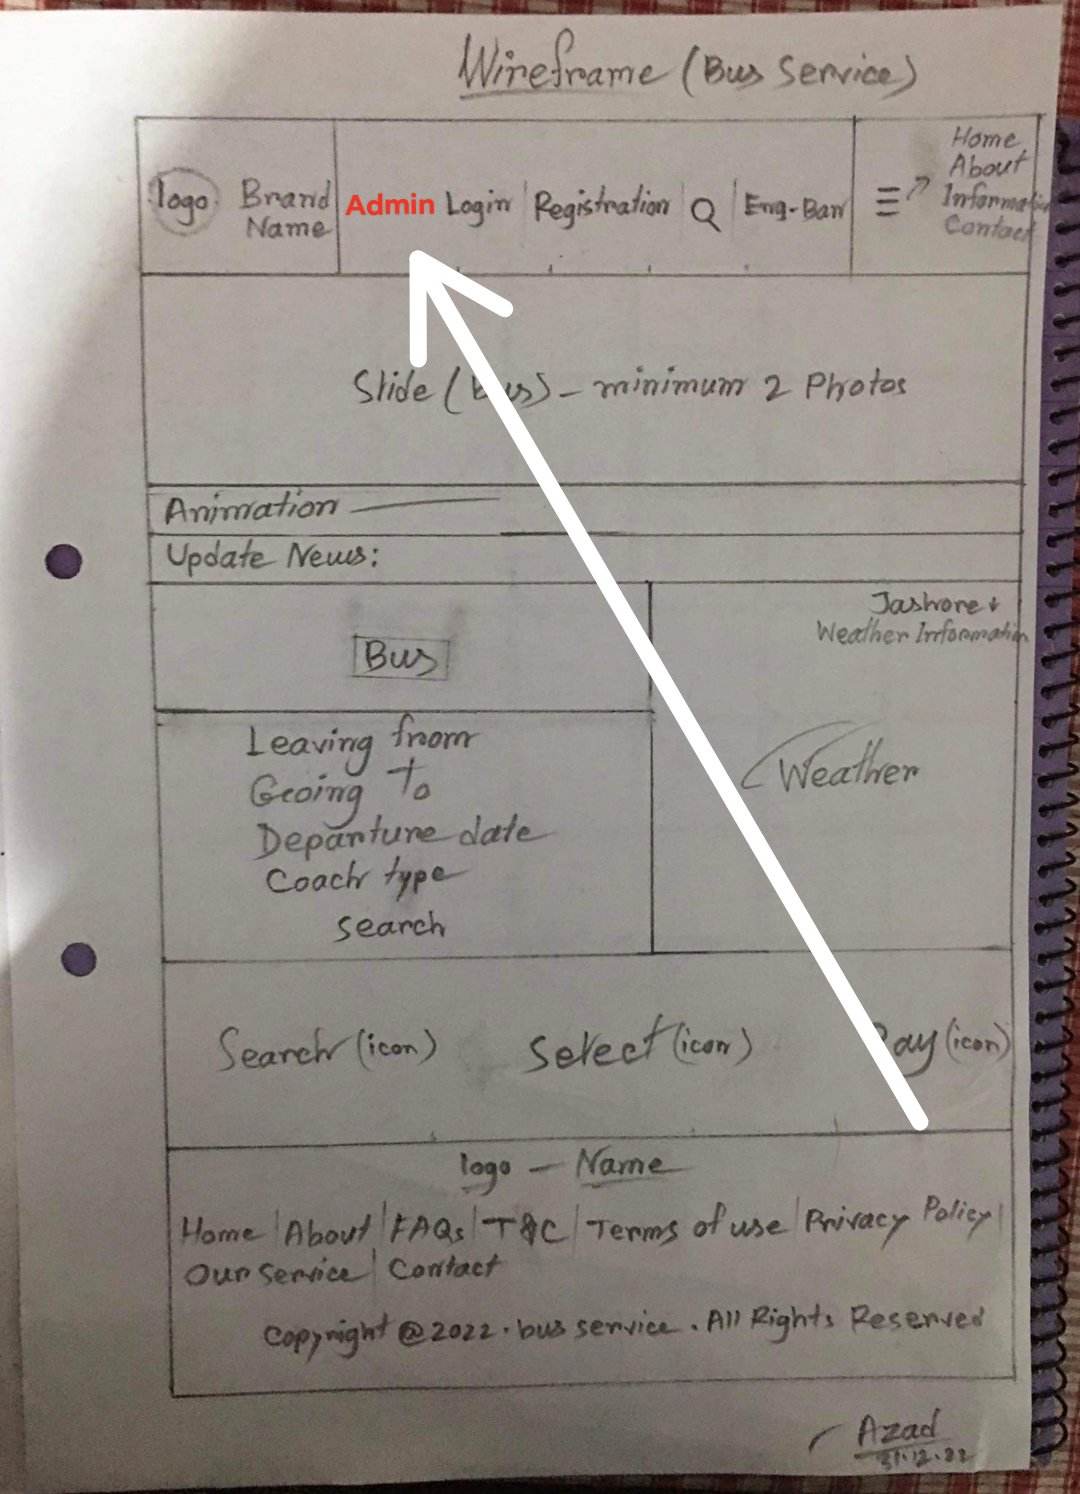 Wireframe (Bus Service)
logo Brand Name
Admin Login Registration Eng-Ban
Home
About
Information
Contact
Slide (Bus) - minimum 2 Photos
Animation
Update News:
Jashore
Weather Information
Bus
Weather
Leaving from
Going To
Departure date
Coach type
search
Search (icon) Select (icon) Pay (icon)
logo - Name
Home | About | FAQs | T&C | Terms of use | Privacy Policy |
Our service | Contact
Copyright @2022 . bus service . All Rights Reserved
Azad
31.12.22